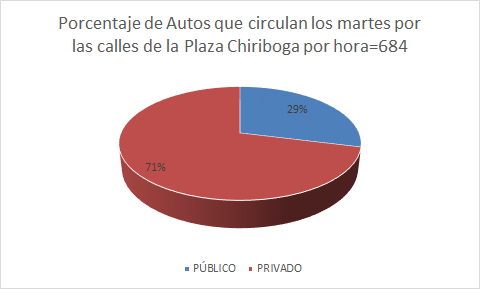 Porcentaje de Autos que circulan los martes por
las calles de la Plaza Chiriboga por hora=684
29%
71%
PÚBLICO PRIVADO